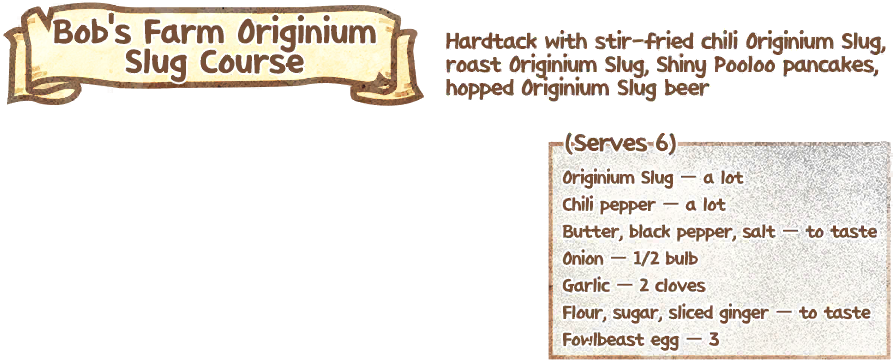 Bob's Farm Originium
Slug Course
Hardtack with stir-fried chili Originium Slug,
roast Originium Slug, Shiny Pooloo pancakes,
hopped Originium Slug beer
(Serves 6)
Originium Slug — a lot
Chili pepper — a lot
Butter, black pepper, salt — to taste
Onion — 1/2 bulb
Garlic — 2 cloves
Flour, sugar, sliced ginger — to taste
Fowlbeast egg — 3